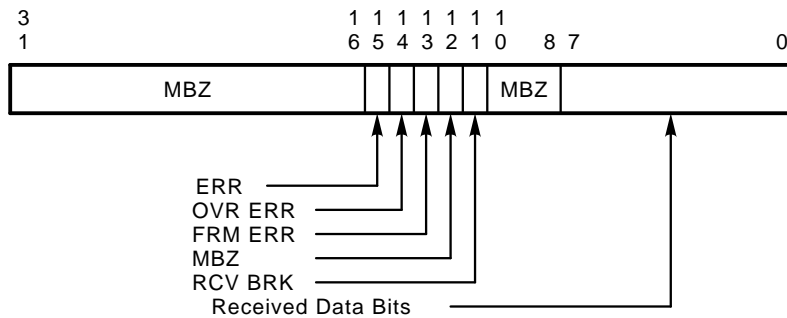 3 1 1 1 1 1 1 1
1 6 5 4 3 2 1 0 8 7 0
MBZ MBZ
ERR
OVR ERR
FRM ERR
MBZ
RCV BRK
Received Data Bits